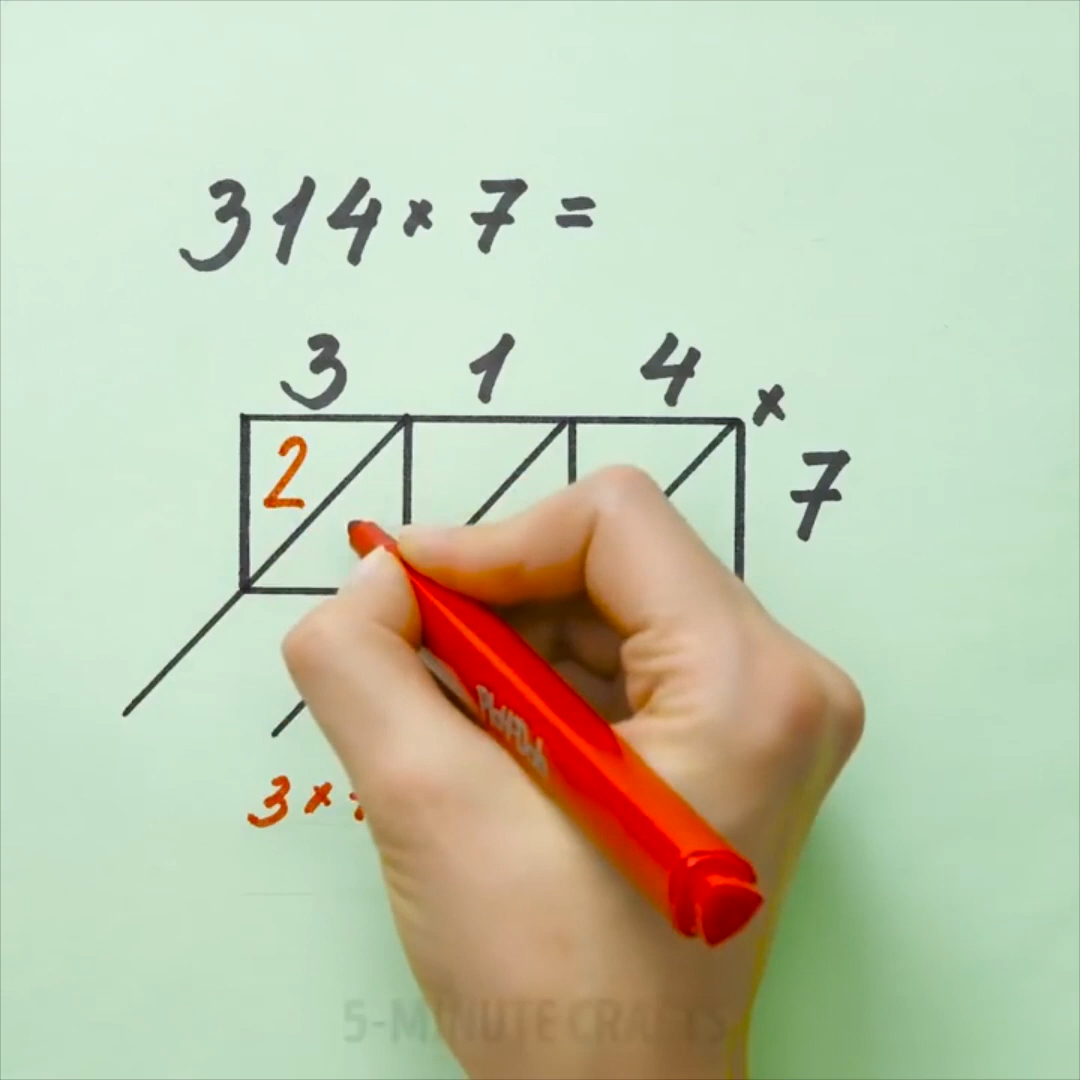 314 × 7 =
3 1 4 ×
7
2
3 ×
5-MINUTE CRAFTS